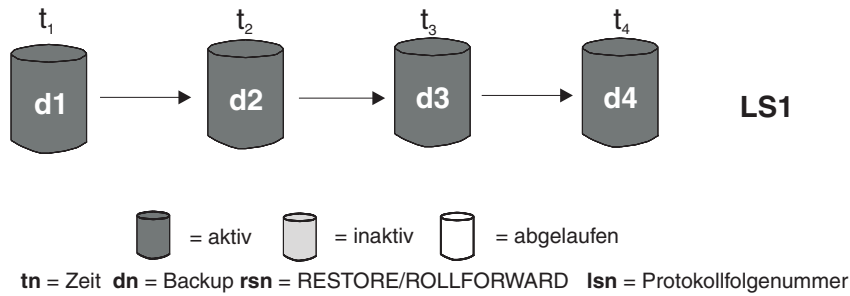 t1 t2 t3 t4
d1 d2 d3 d4 LS1
= aktiv = inaktiv = abgelaufen
tn = Zeit dn = Backup rsn = RESTORE/ROLLFORWARD lsn = Protokollfolgenummer